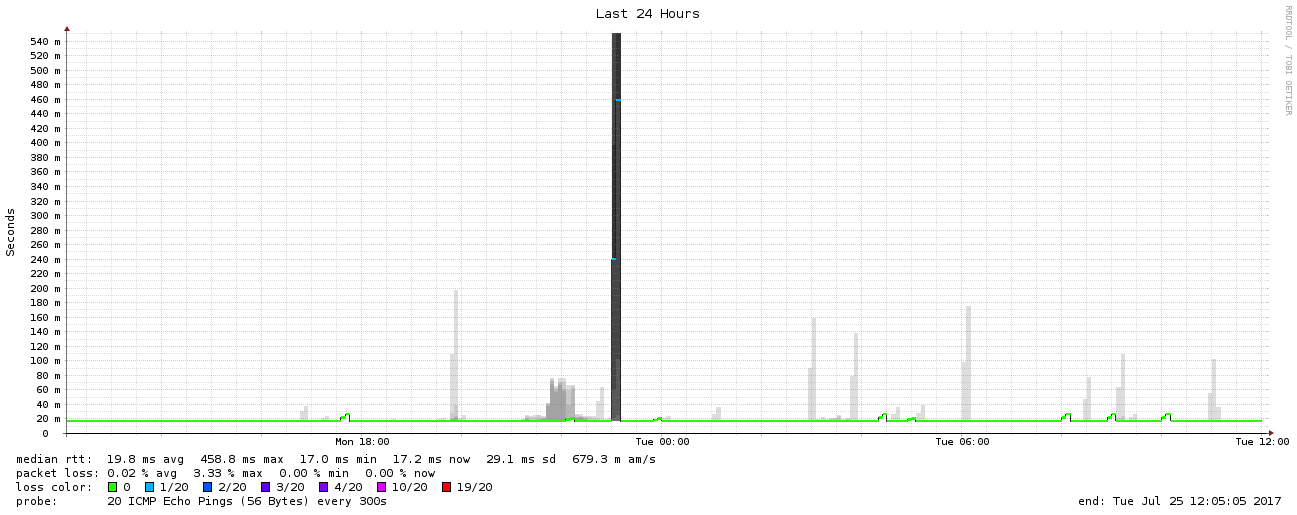 Last 24 Hours
RRDTOOL / TOBI OETIKER
Seconds
540 m
520 m
500 m
480 m
460 m
440 m
420 m
400 m
380 m
360 m
340 m
320 m
300 m
280 m
260 m
240 m
220 m
200 m
180 m
160 m
140 m
120 m
100 m
80 m
60 m
40 m
20 m
0
Mon 18:00 Tue 00:00 Tue 06:00 Tue 12:00
median rtt: 19.8 ms avg 458.8 ms max 17.0 ms min 17.2 ms now 29.1 ms sd 679.3 m am/s
packet loss: 0.02 % avg 3.33 % max 0.00 % min 0.00 % now
loss color: 0 1/20 2/20 3/20 4/20 10/20 19/20
probe: 20 ICMP Echo Pings (56 Bytes) every 300s end: Tue Jul 25 12:05:05 2017